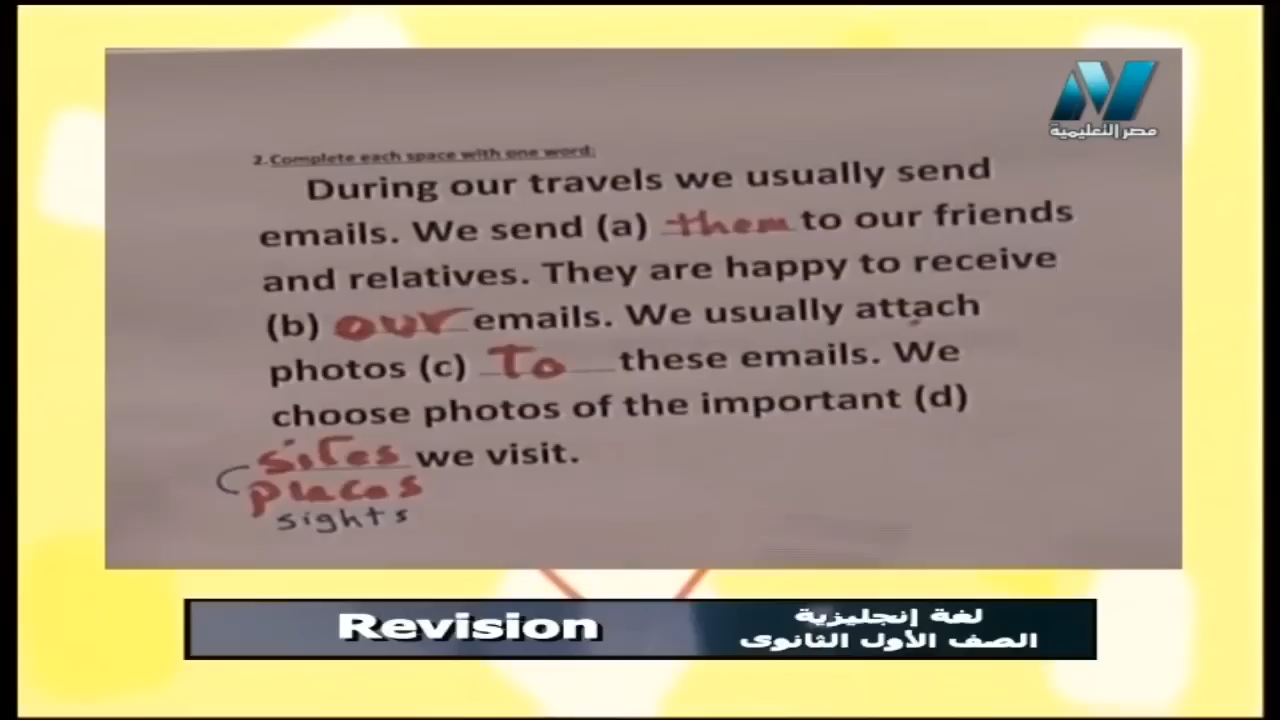 مصر التعليمية
2. Complete each space with one word:
During our travels we usually send
emails. We send (a) them to our friends
and relatives. They are happy to receive
(b) our emails. We usually attach
photos (c) To these emails. We
choose photos of the important (d)
sites we visit.
places
sights
Revision
لغة إنجليزية
الصف الأول الثانوى